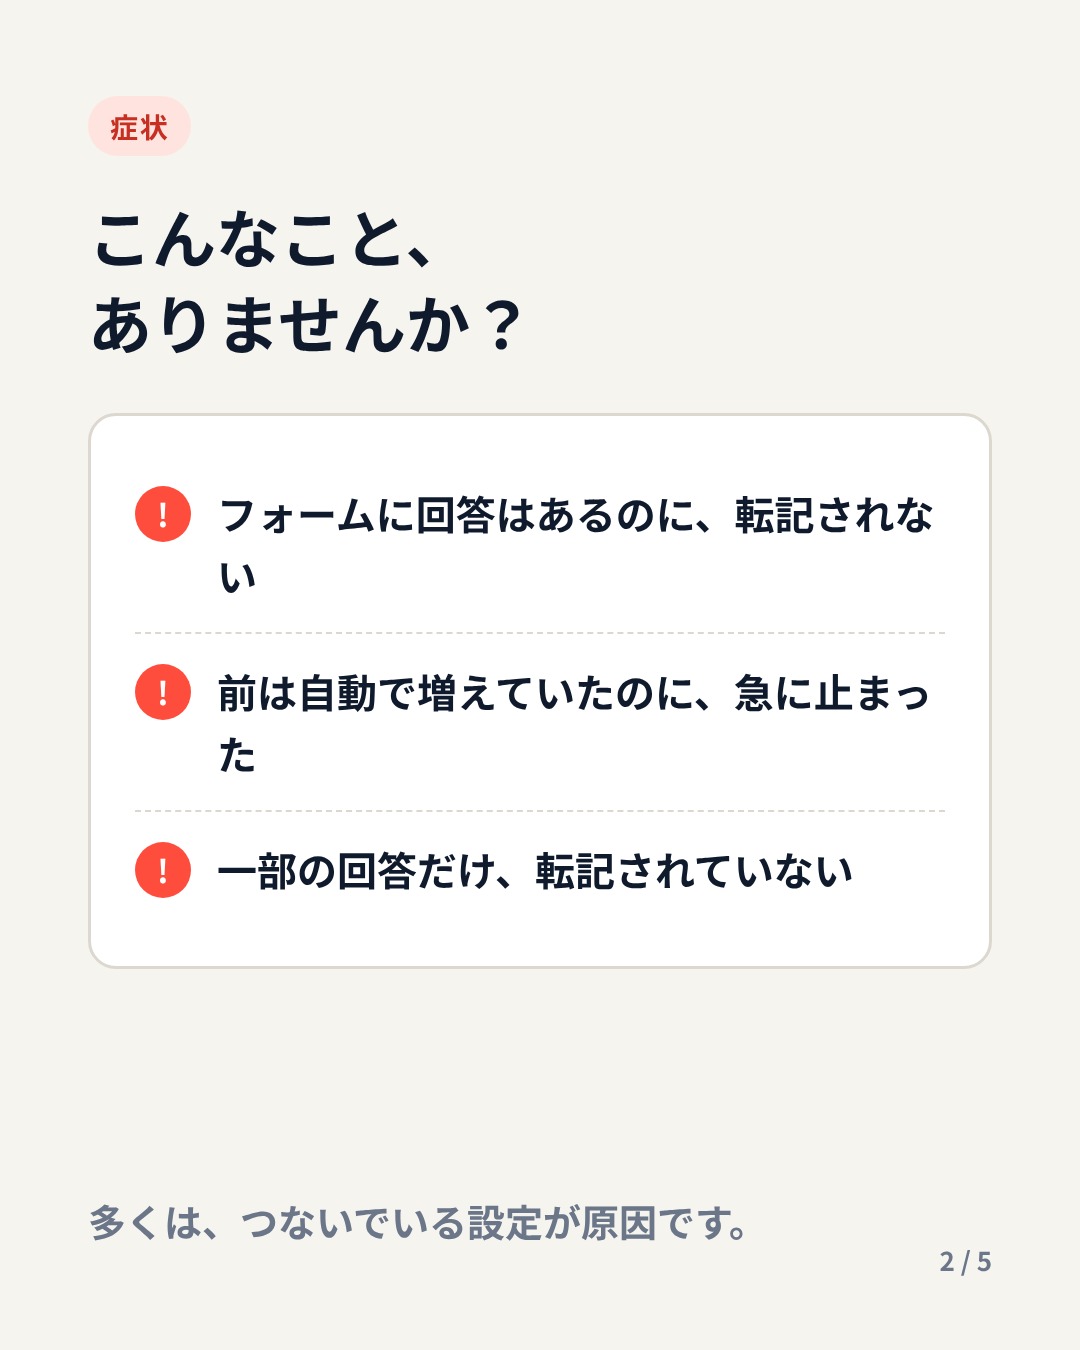 症状
こんなこと、
ありませんか？
! フォームに回答はあるのに、転記されな
い
! 前は自動で増えていたのに、急に止まっ
た
! 一部の回答だけ、転記されていない
多くは、つないでいる設定が原因です。
2 / 5